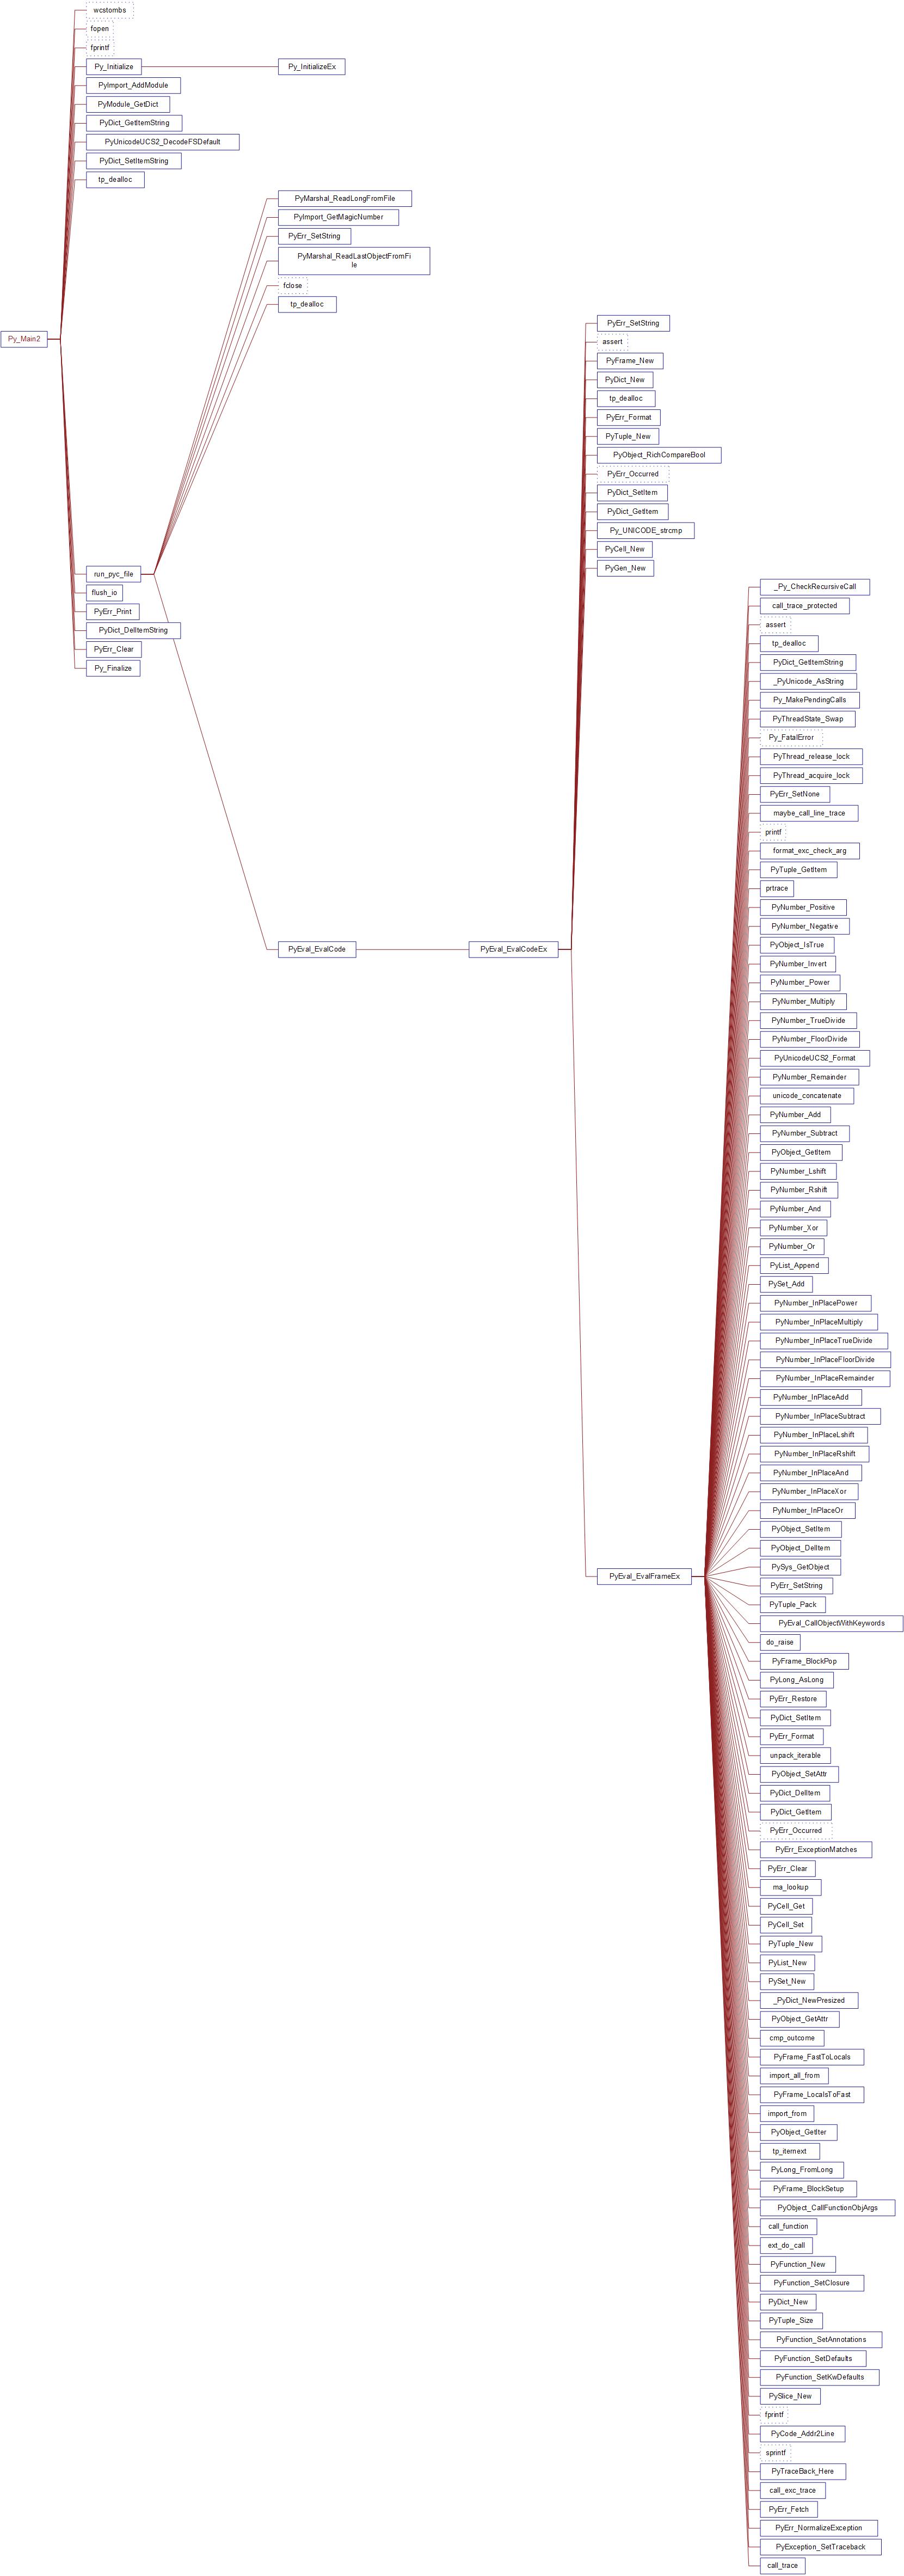 wcstombs
fopen
fprintf
Py_Initialize
Py_InitializeEx
PyImport_AddModule
PyModule_GetDict
PyDict_GetItemString
PyUnicodeUCS2_DecodeFSDefault
PyDict_SetItemString
tp_dealloc
PyMarshal_ReadLongFromFile
PyImport_GetMagicNumber
PyErr_SetString
PyMarshal_ReadLastObjectFromFi
le
fclose
tp_dealloc
Py_Main2
PyErr_SetString
assert
PyFrame_New
PyDict_New
tp_dealloc
PyErr_Format
PyTuple_New
PyObject_RichCompareBool
PyErr_Occurred
PyDict_SetItem
PyDict_GetItem
Py_UNICODE_strcmp
PyCell_New
PyGen_New
run_pyc_file
flush_io
PyErr_Print
PyDict_DelItemString
PyErr_Clear
Py_Finalize
PyEval_EvalCode
PyEval_EvalCodeEx
PyEval_EvalFrameEx
_Py_CheckRecursiveCall
call_trace_protected
assert
tp_dealloc
PyDict_GetItemString
_PyUnicode_AsString
Py_MakePendingCalls
PyThreadState_Swap
Py_FatalError
PyThread_release_lock
PyThread_acquire_lock
PyErr_SetNone
maybe_call_line_trace
printf
format_exc_check_arg
PyTuple_GetItem
prtrace
PyNumber_Positive
PyNumber_Negative
PyObject_IsTrue
PyNumber_Invert
PyNumber_Power
PyNumber_Multiply
PyNumber_TrueDivide
PyNumber_FloorDivide
PyUnicodeUCS2_Format
PyNumber_Remainder
unicode_concatenate
PyNumber_Add
PyNumber_Subtract
PyObject_GetItem
PyNumber_Lshift
PyNumber_Rshift
PyNumber_And
PyNumber_Xor
PyNumber_Or
PyList_Append
PySet_Add
PyNumber_InPlacePower
PyNumber_InPlaceMultiply
PyNumber_InPlaceTrueDivide
PyNumber_InPlaceFloorDivide
PyNumber_InPlaceRemainder
PyNumber_InPlaceAdd
PyNumber_InPlaceSubtract
PyNumber_InPlaceLshift
PyNumber_InPlaceRshift
PyNumber_InPlaceAnd
PyNumber_InPlaceXor
PyNumber_InPlaceOr
PyObject_SetItem
PyObject_DelItem
PySys_GetObject
PyErr_SetString
PyTuple_Pack
PyEval_CallObjectWithKeywords
do_raise
PyFrame_BlockPop
PyLong_AsLong
PyErr_Restore
PyDict_SetItem
PyErr_Format
unpack_iterable
PyObject_SetAttr
PyDict_DelItem
PyDict_GetItem
PyErr_Occurred
PyErr_ExceptionMatches
PyErr_Clear
ma_lookup
PyCell_Get
PyCell_Set
PyTuple_New
PyList_New
PySet_New
_PyDict_NewPresized
PyObject_GetAttr
cmp_outcome
PyFrame_FastToLocals
import_all_from
PyFrame_LocalsToFast
import_from
PyObject_GetIter
tp_iternext
PyLong_FromLong
PyFrame_BlockSetup
PyObject_CallFunctionObjArgs
call_function
ext_do_call
PyFunction_New
PyFunction_SetClosure
PyDict_New
PyTuple_Size
PyFunction_SetAnnotations
PyFunction_SetDefaults
PyFunction_SetKwDefaults
PySlice_New
fprintf
PyCode_Addr2Line
sprintf
PyTraceBack_Here
call_exc_trace
PyErr_Fetch
PyErr_NormalizeException
PyException_SetTraceback
call_trace